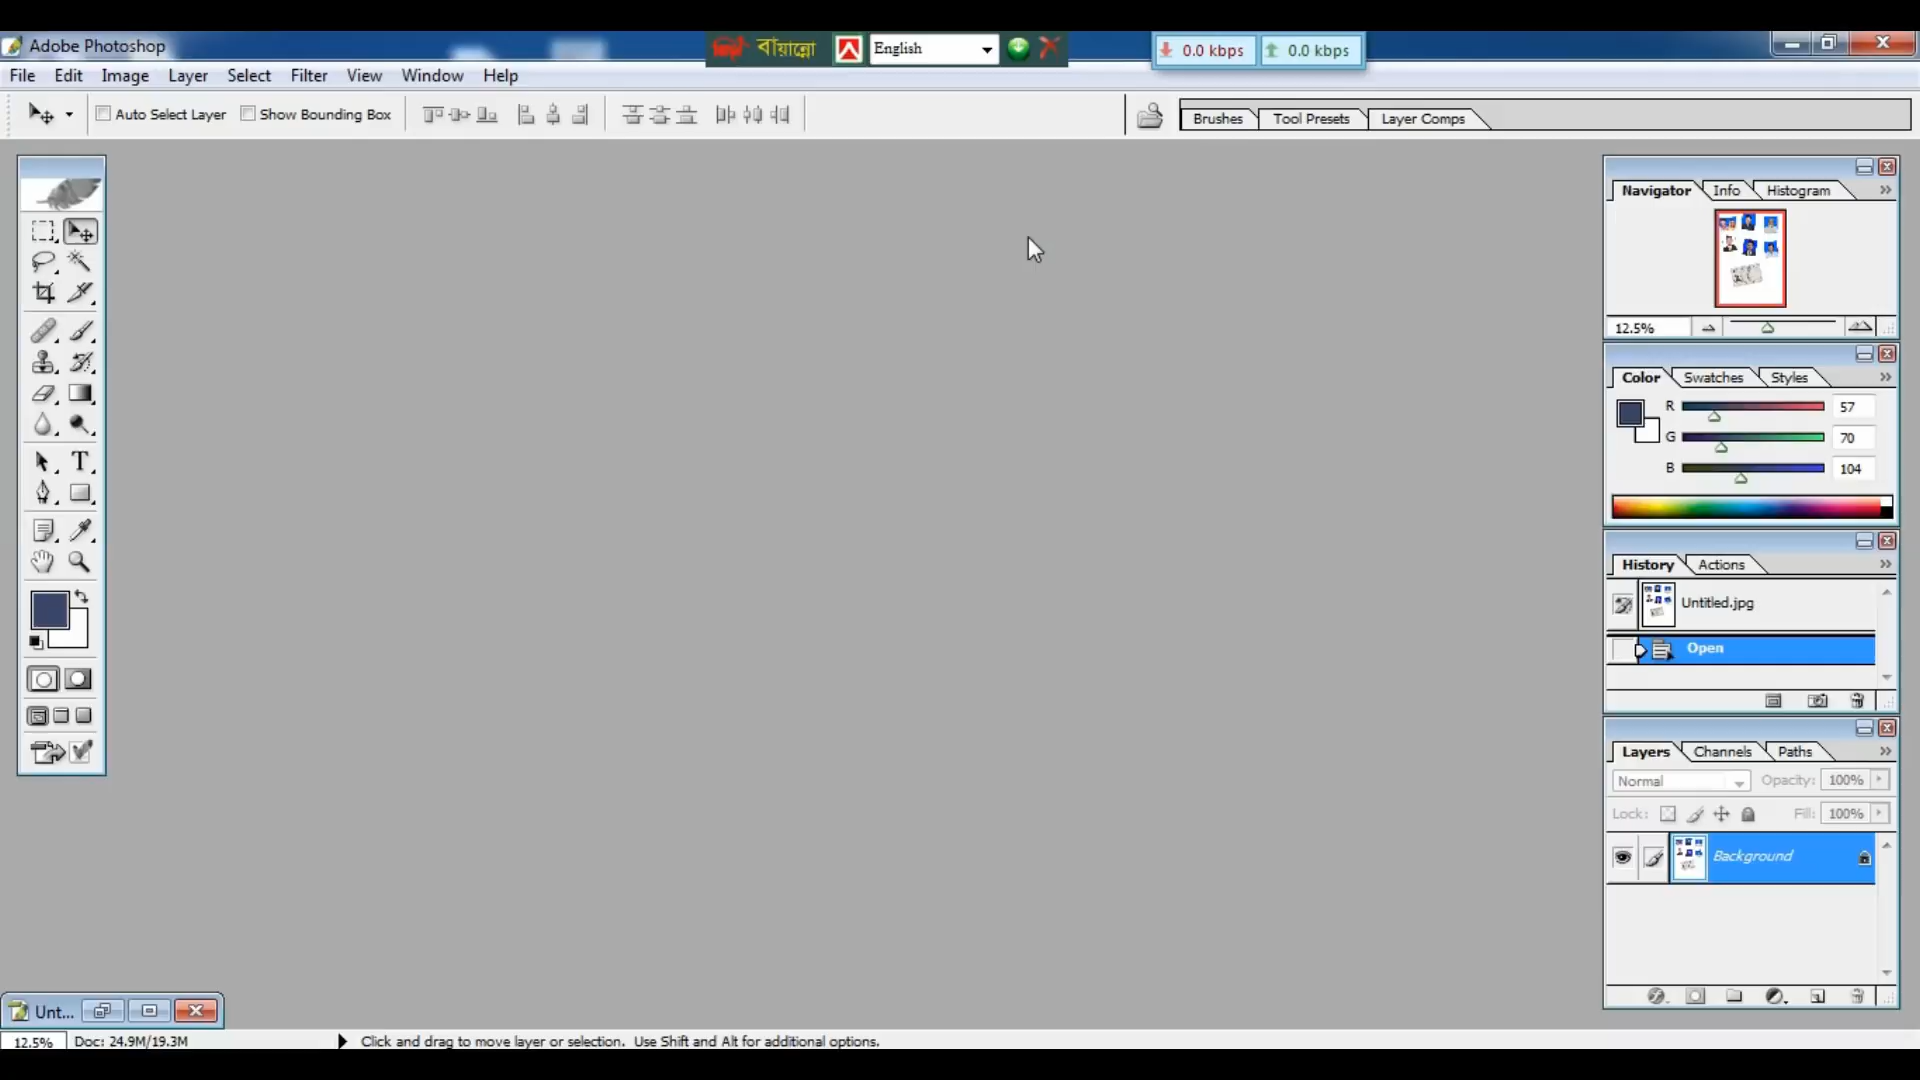 Adobe Photoshop
বাঁয়ান্নো English 0.0 kbps 0.0 kbps
File Edit Image Layer Select Filter View Window Help
Auto Select Layer Show Bounding Box Brushes Tool Presets Layer Comps
Navigator Info Histogram
12.5%
Color Swatches Styles
R 57
G 70
B 104
History Actions
Untitled.jpg
Open
Layers Channels Paths
Normal Opacity: 100%
Lock: Fill: 100%
Background
Unt...
12.5% Doc: 24.9M/19.3M Click and drag to move layer or selection. Use Shift and Alt for additional options.